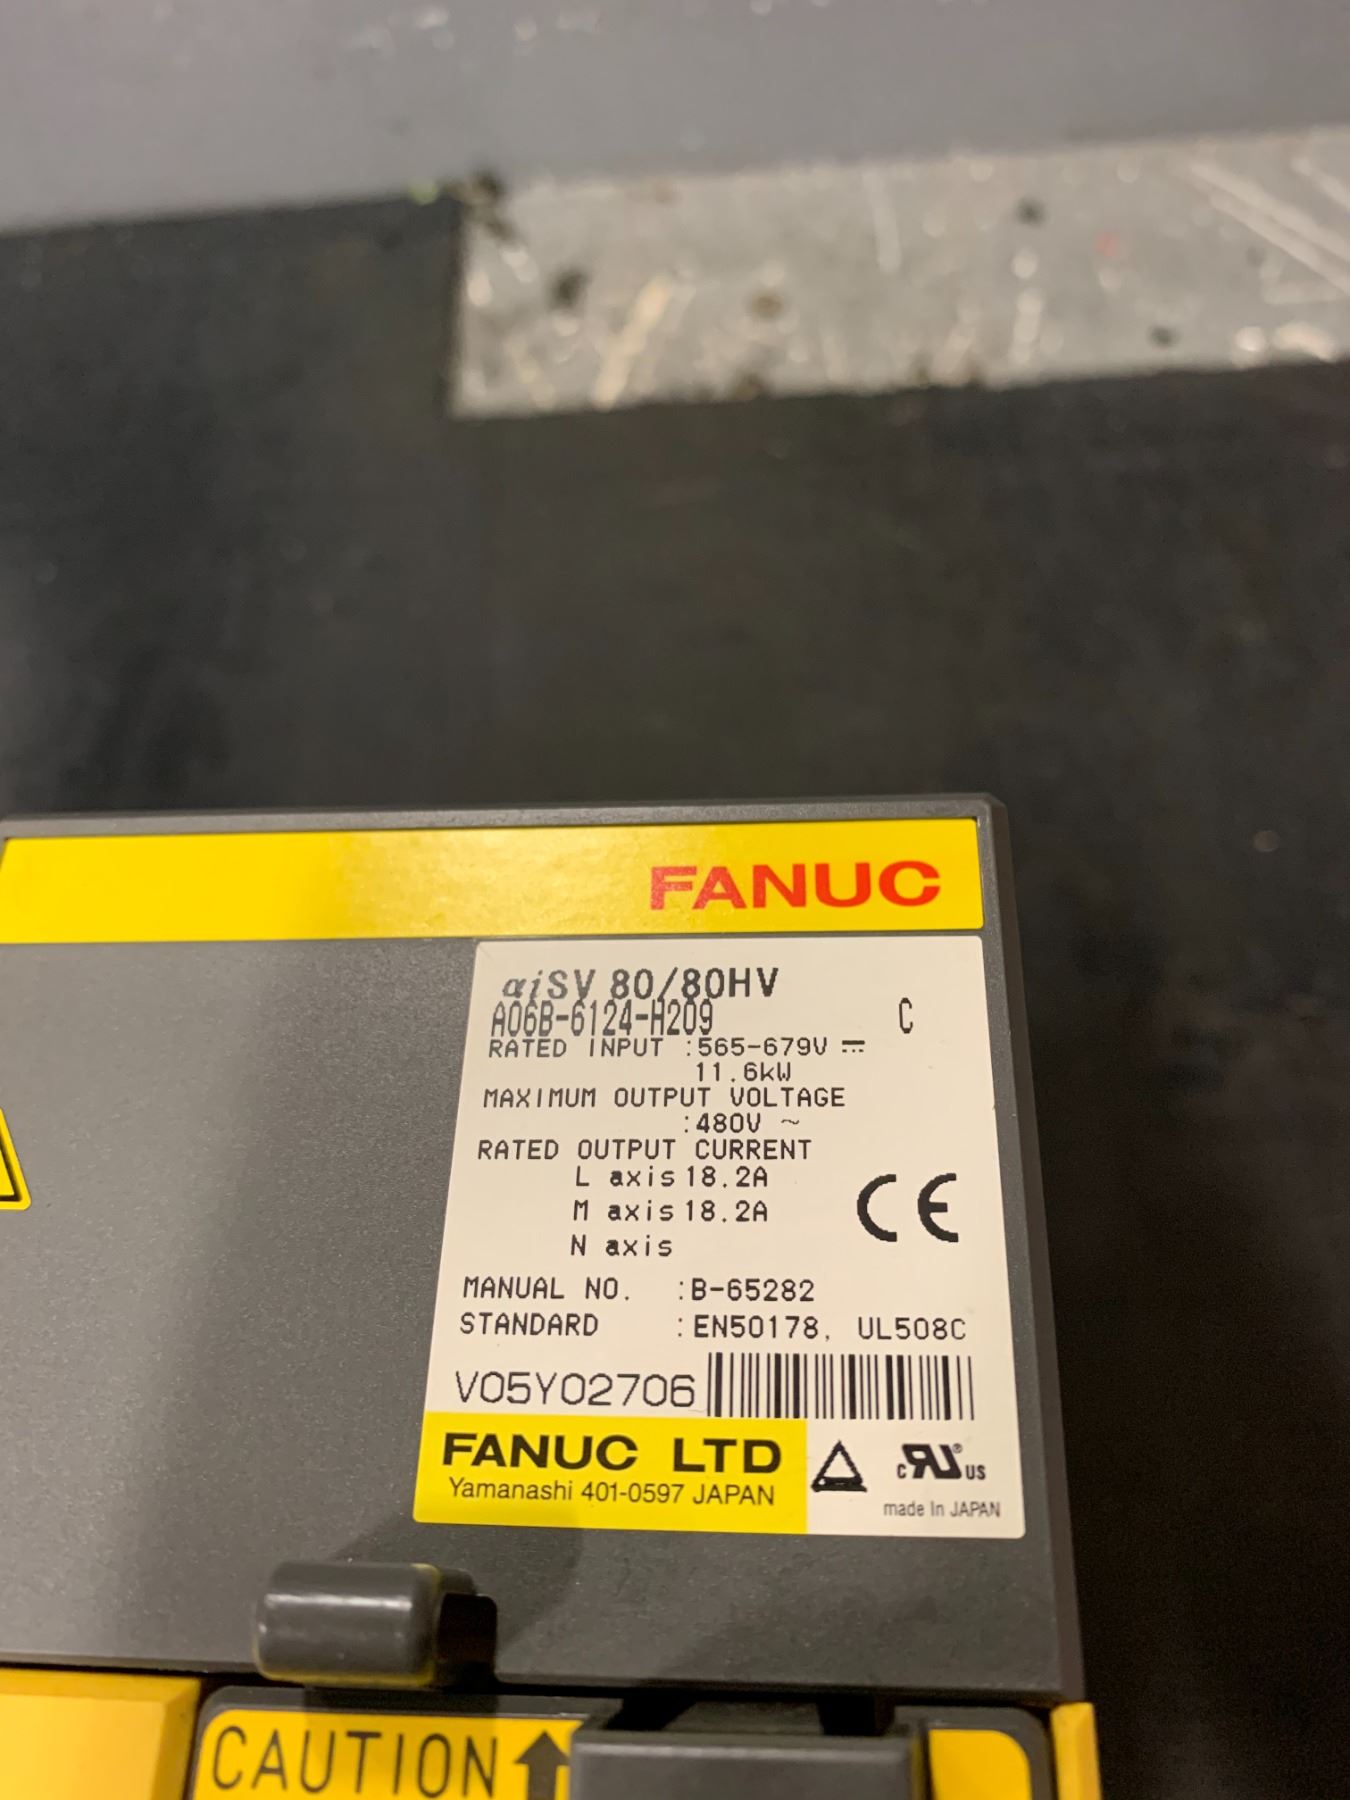 FANUC
αiSV 80/80HV
A06B-6124-H209 C
RATED INPUT :565-679V ⎓
11.6kW
MAXIMUM OUTPUT VOLTAGE
:480V ~
RATED OUTPUT CURRENT
L axis 18.2A
M axis 18.2A
N axis
CE
MANUAL NO. :B-65282
STANDARD :EN50178, UL508C
V05Y02706
FANUC LTD
Yamanashi 401-0597 JAPAN
c RU ® US
made In JAPAN
CAUTION